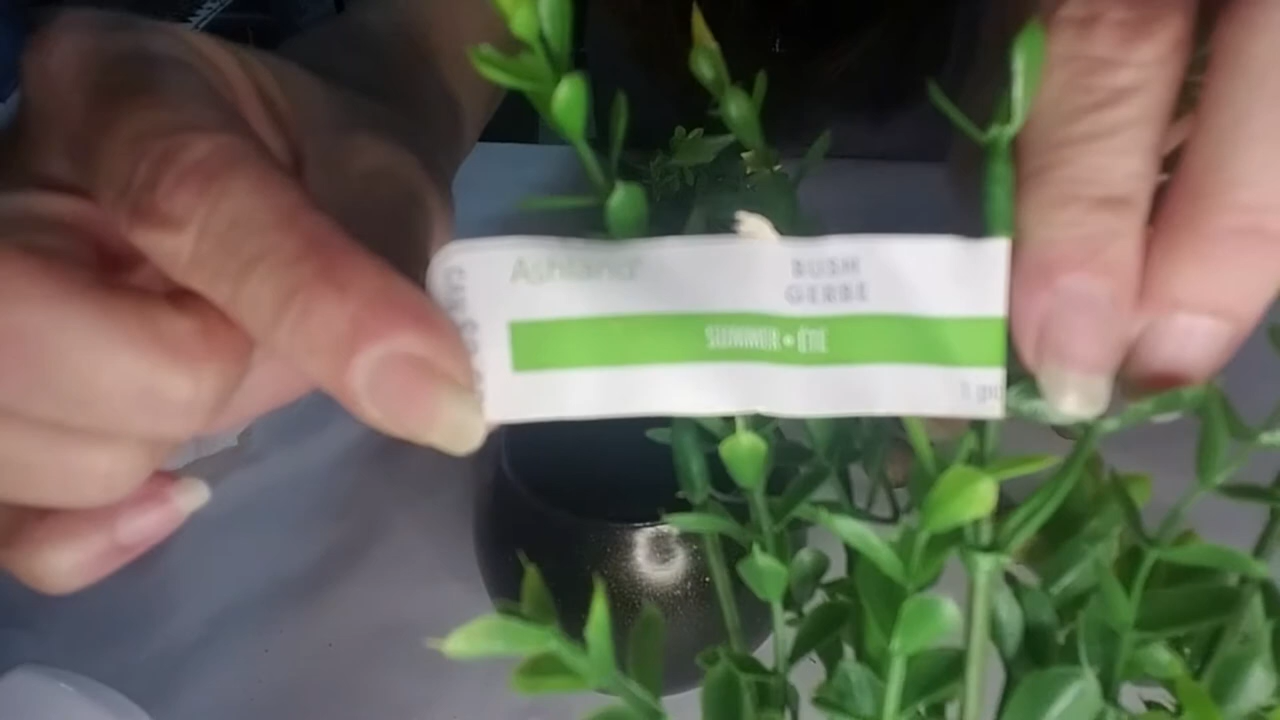 Ashland
BUSH
GERBE
SUMMER • ÉTÉ